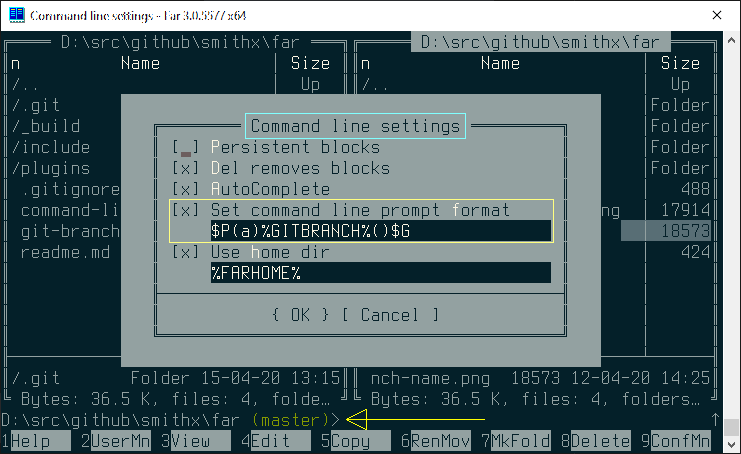 Command line settings - Far 3.0.5577 x64
D:\src\github\smithx\far D:\src\github\smithx\far
n Name Size n Name Size
/.. Up /.. Up
/.git Folder
/_build Folder
/include Folder
/plugins Folder
.gitignore 488
command-li ng 17914
git-branch 18573
readme.md 424
Command line settings
[ ] Persistent blocks
[x] Del removes blocks
[x] AutoComplete
[x] Set command line prompt format
$P(a)%GITBRANCH%()$G
[x] Use home dir
%FARHOME%
{ OK } [ Cancel ]
/.git Folder 15-04-20 13:15 nch-name.png 18573 12-04-20 14:25
Bytes: 36.5 K, files: 4, folde… Bytes: 36.5 K, files: 4, folders…
D:\src\github\smithx\far (master)>
1Help 2UserMn 3View 4Edit 5Copy 6RenMov 7MkFold 8Delete 9ConfMn